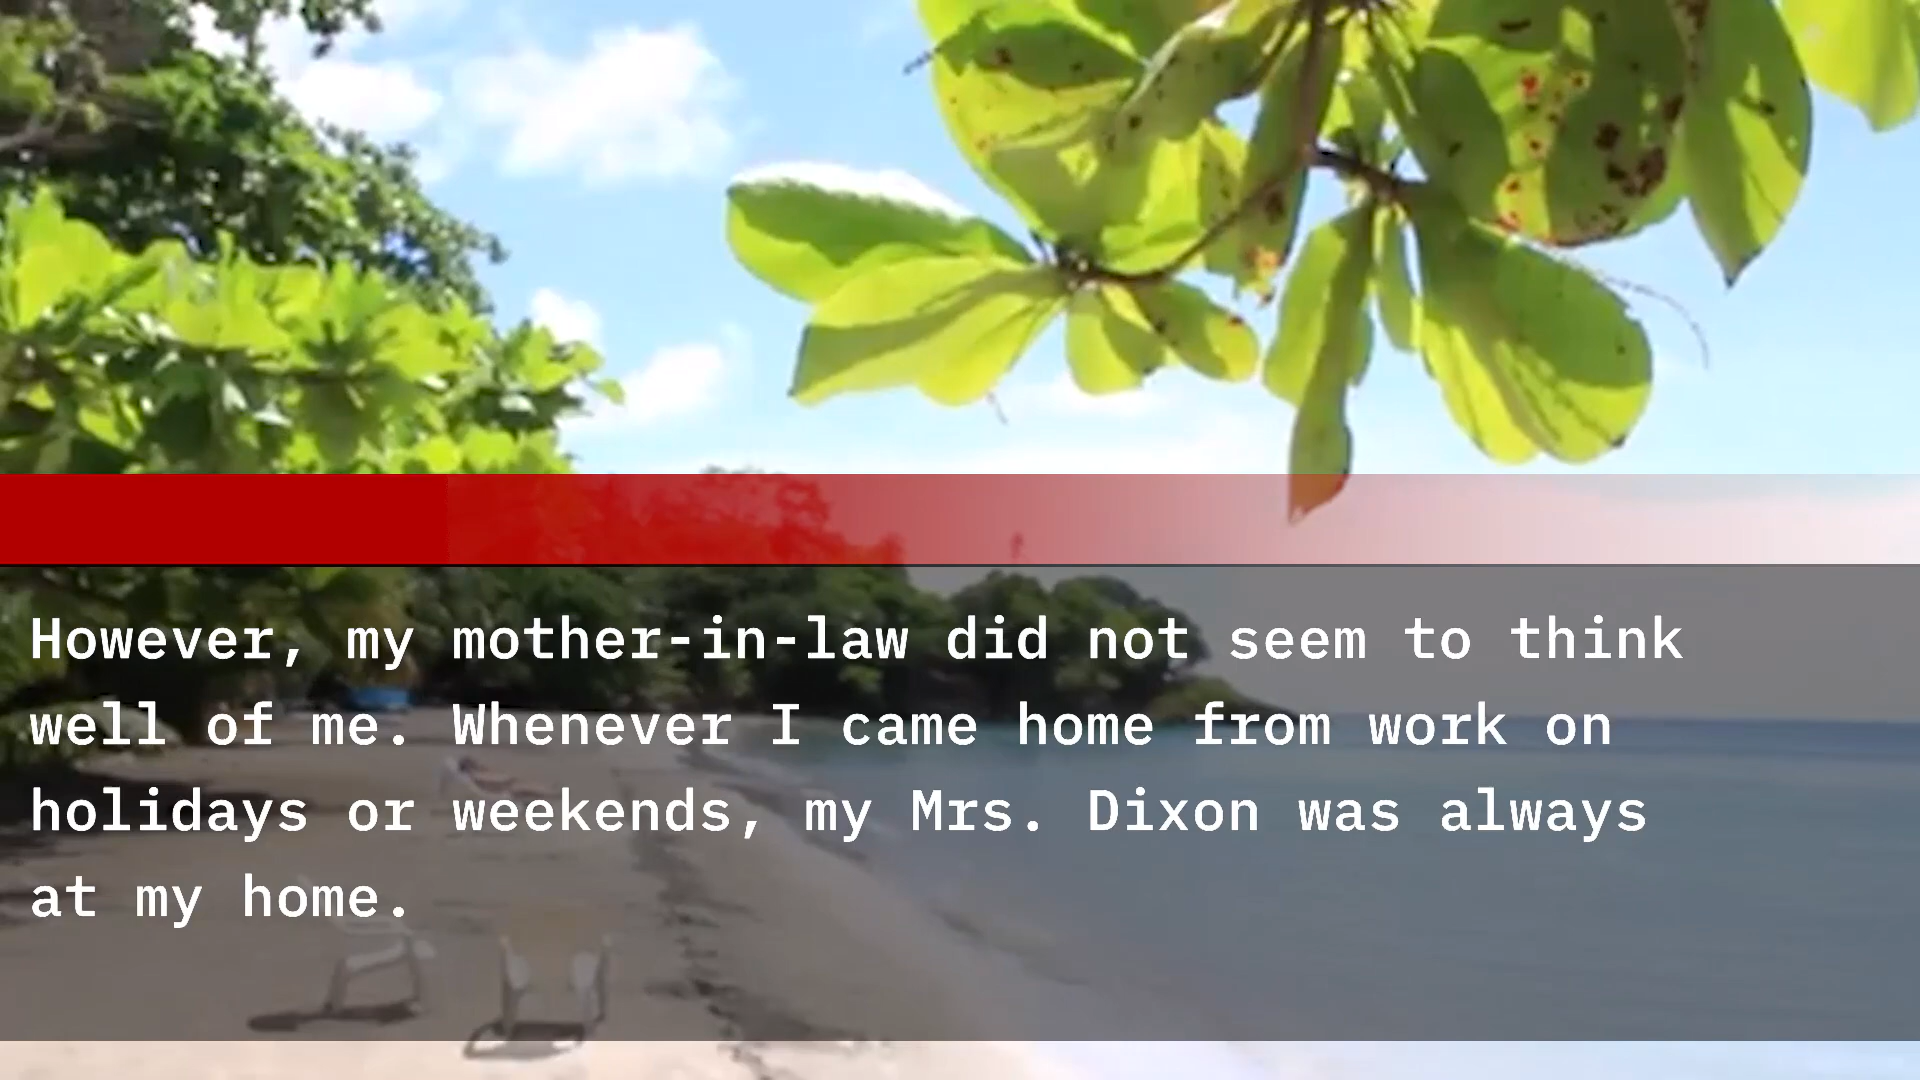 However, my mother-in-law did not seem to think
well of me. Whenever I came home from work on
holidays or weekends, my Mrs. Dixon was always
at my home.